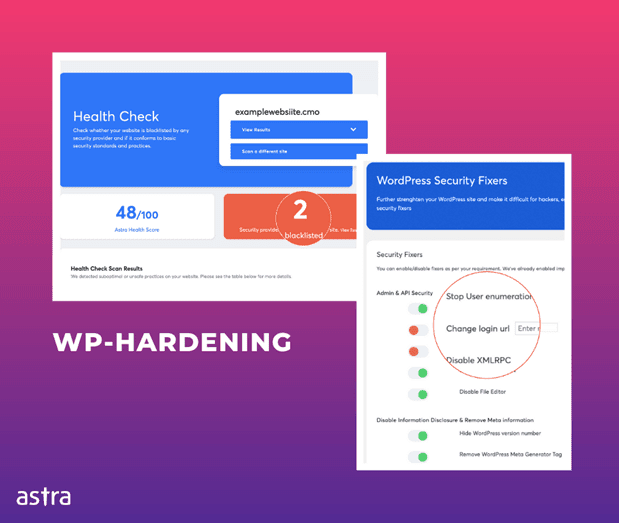 Health Check
Check whether your website is blacklisted by any
security provider and if it conforms to basic
security standards and practices.
examplewebsiite.cmo
View Results
Scan a different site
48/100
Astra Health Score
2
blacklisted
Security provide
site. View
Health Check Scan Results
We detected suboptimal or unsafe practices on your website. Please see the table below for more details.
WordPress Security Fixers
Further strenghten your WordPress site and make it difficult for hackers,
security fixers
Security Fixers
You can enable/disable fixers as per your requirement. We've already enabled imp
Admin & API Security
Stop User enumeration
Change login url
Enter
Disable XMLRPC
Disable File Editor
Disable Information Disclosure & Remove Meta information
Hide WordPress version number
Remove WordPress Meta Generator Tag
WP-HARDENING
astra